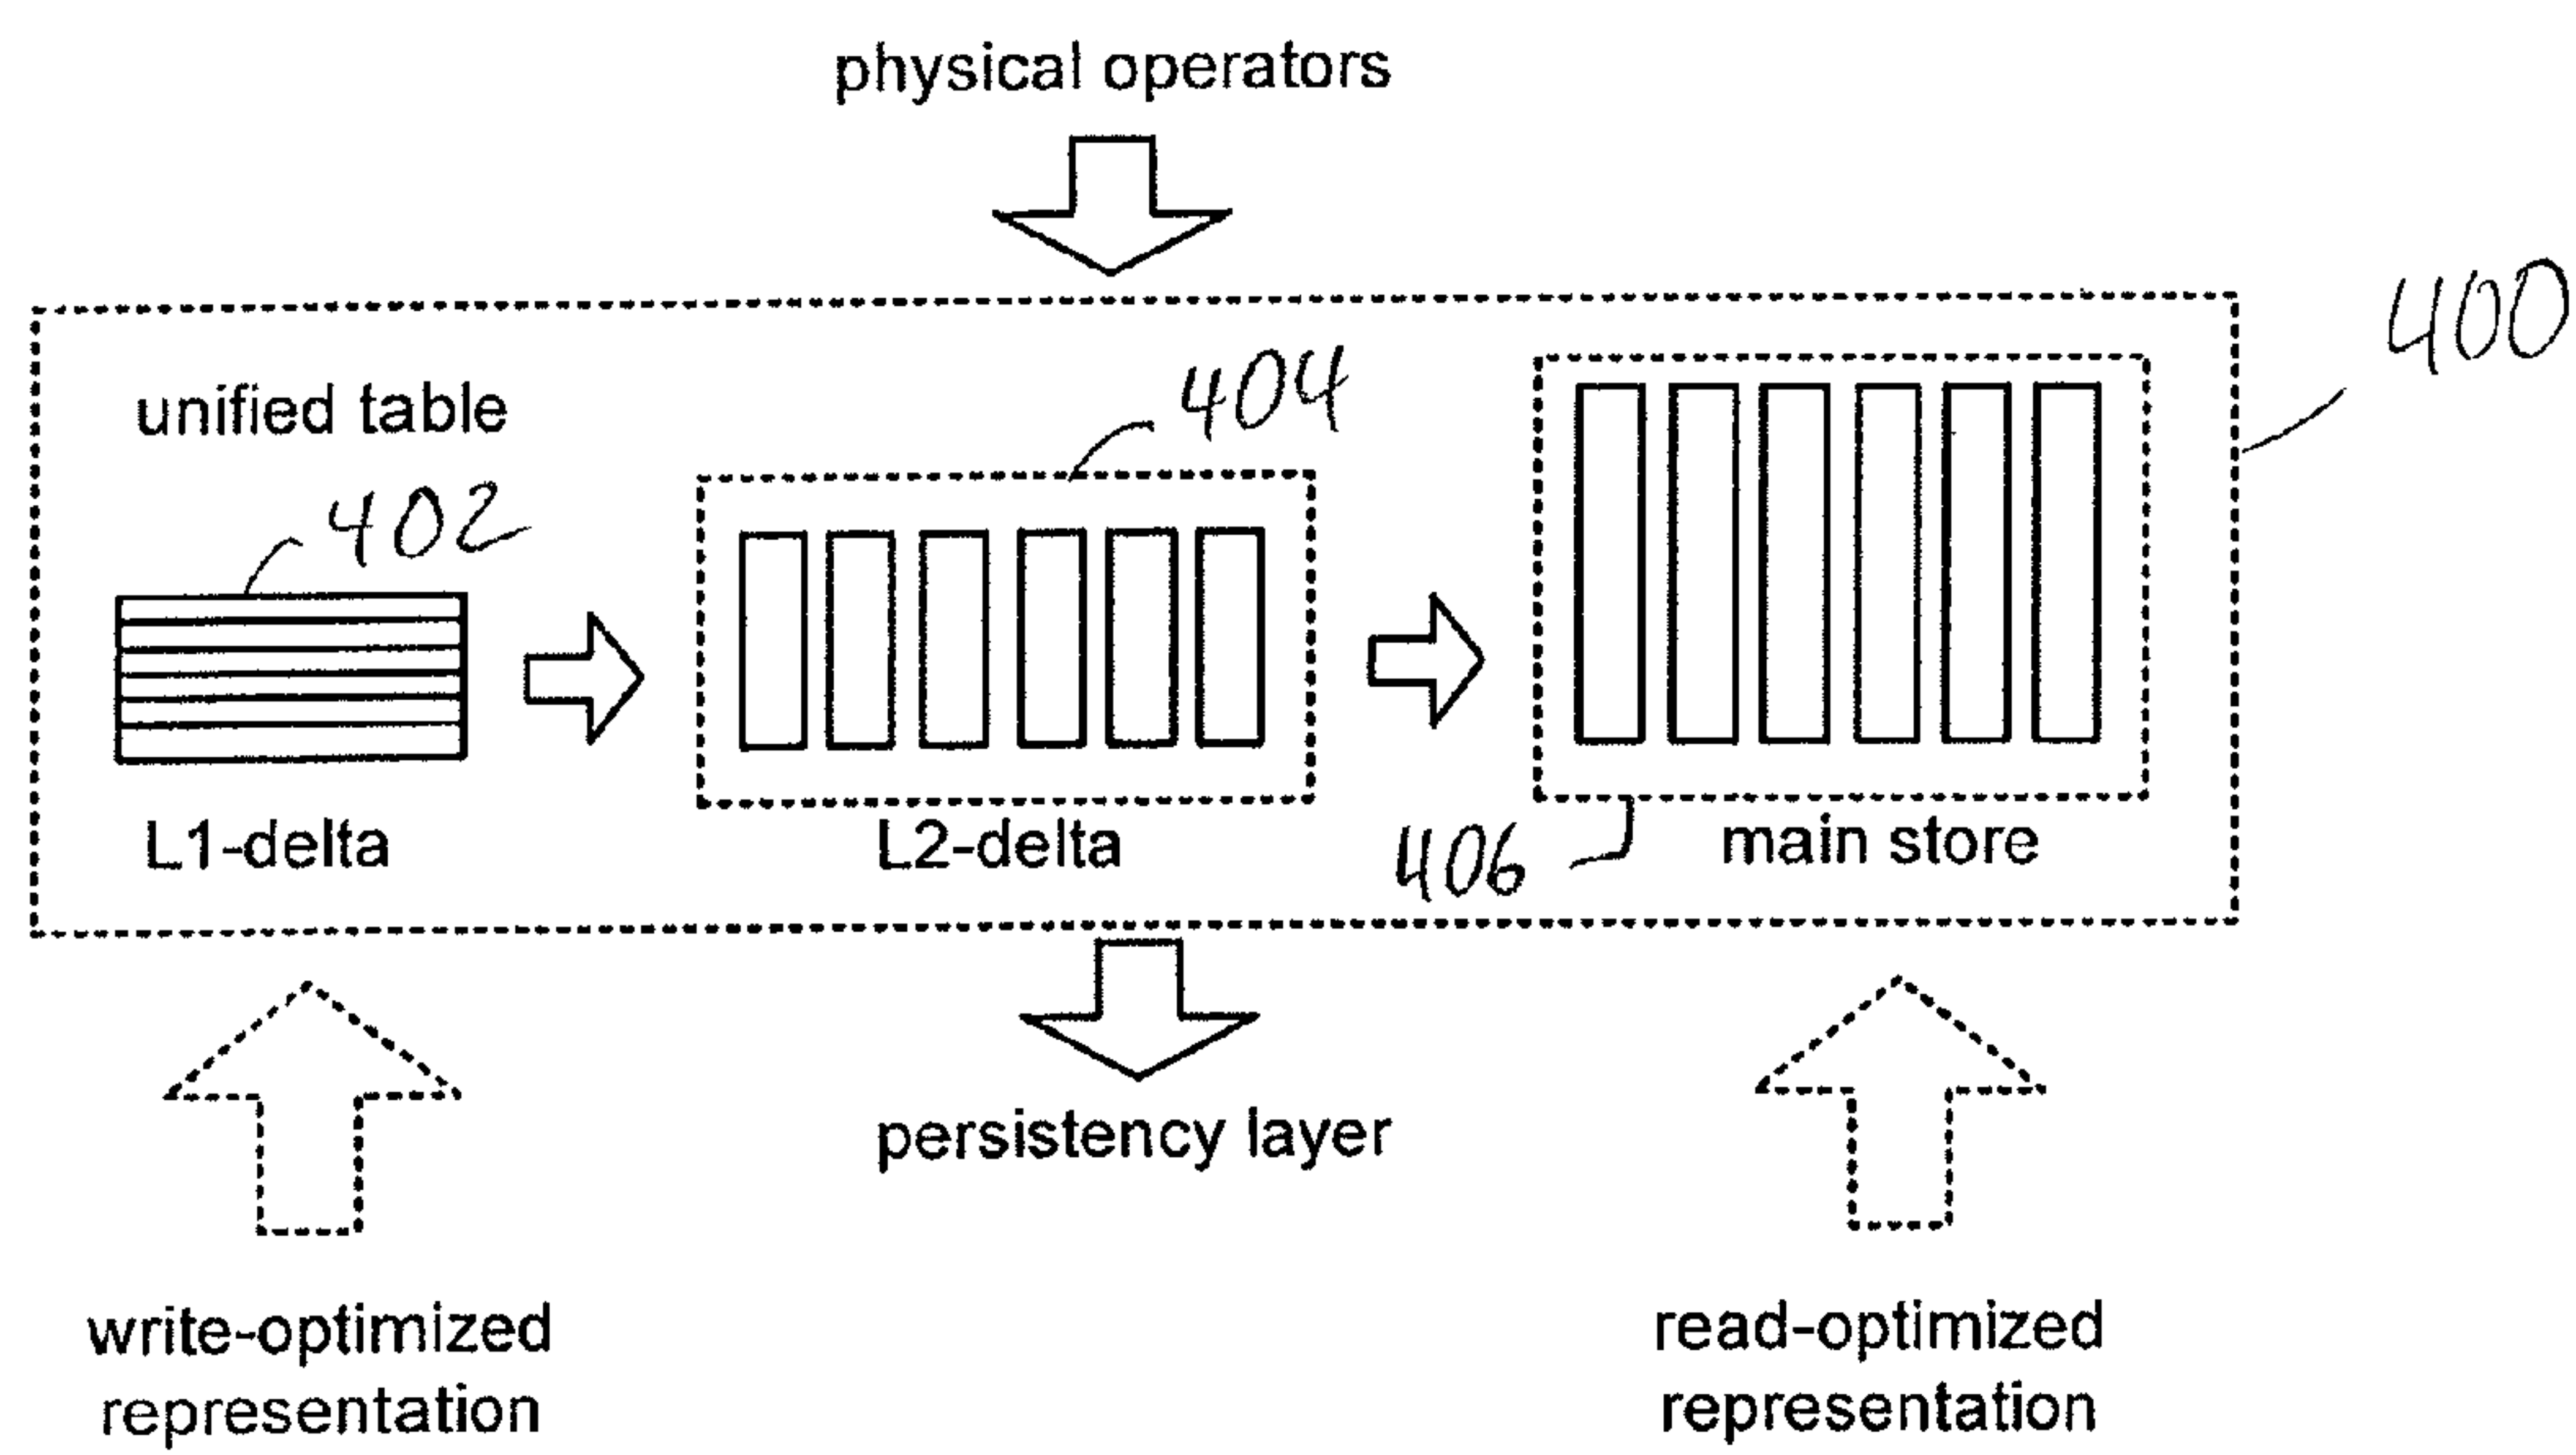 physical operators
400
unified table
404
402
L1-delta
L2-delta
406
main store
persistency layer
write-optimized
representation
read-optimized
representation